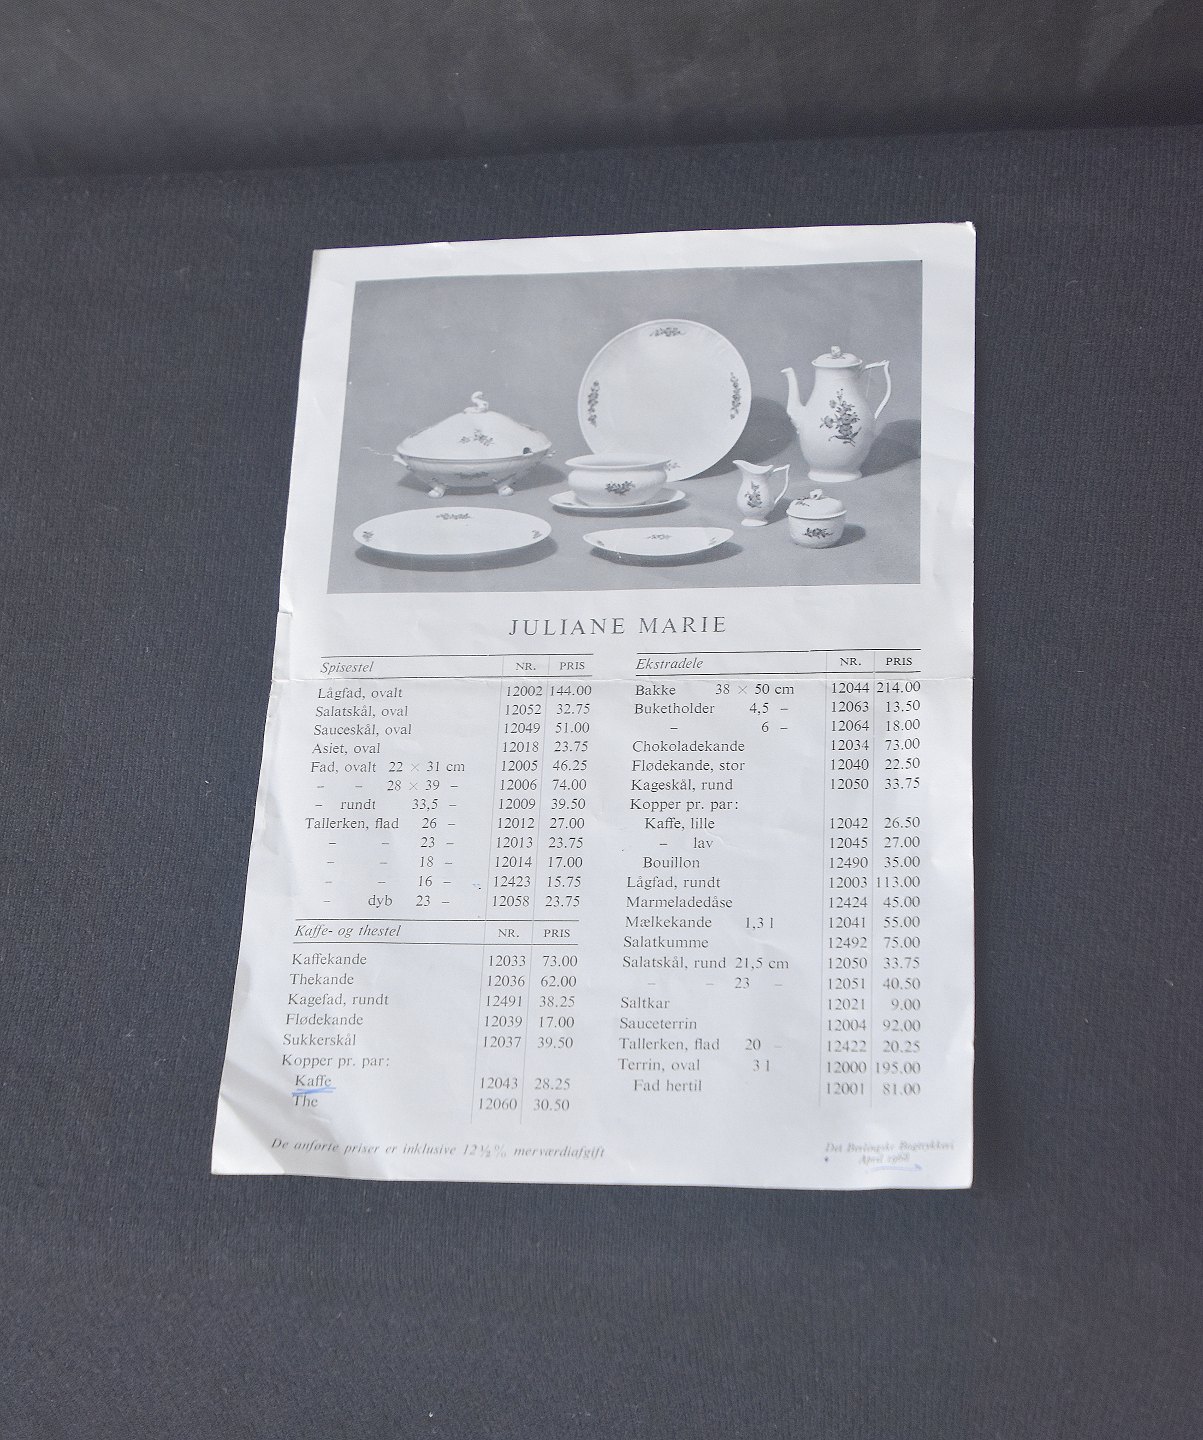 JULIANE MARIE
Spisestel NR. PRIS
Lågfad, ovalt 12002 144.00
Salatskål, oval 12052 32.75
Sauceskål, oval 12049 51.00
Asiet, oval 12018 23.75
Fad, ovalt 22 × 31 cm 12005 46.25
– – 28 × 39 – 12006 74.00
– rundt 33,5 – 12009 39.50
Tallerken, flad 26 – 12012 27.00
– – 23 – 12013 23.75
– – 18 – 12014 17.00
– – 16 – 12423 15.75
– dyb 23 – 12058 23.75
Kaffe- og thestel NR. PRIS
Kaffekande 12033 73.00
Thekande 12036 62.00
Kagefad, rundt 12491 38.25
Flødekande 12039 17.00
Sukkerskål 12037 39.50
Kopper pr. par:
Kaffe 12043 28.25
The 12060 30.50
Ekstradele NR. PRIS
Bakke 38 × 50 cm 12044 214.00
Buketholder 4,5 – 12063 13.50
– 6 – 12064 18.00
Chokoladekande 12034 73.00
Flødekande, stor 12040 22.50
Kageskål, rund 12050 33.75
Kopper pr. par:
Kaffe, lille 12042 26.50
– lav 12045 27.00
Bouillon 12490 35.00
Lågfad, rundt 12003 113.00
Marmeladedåse 12424 45.00
Mælkekande 1,3 l 12041 55.00
Salatkumme 12492 75.00
Salatskål, rund 21,5 cm 12050 33.75
– – 23 – 12051 40.50
Saltkar 12021 9.00
Sauceterrin 12004 92.00
Tallerken, flad 20 – 12422 20.25
Terrin, oval 3 l 12000 195.00
Fad hertil 12001 81.00
De anførte priser er inklusive 12½% merværdiafgift
Det Berlingske Bogtrykkeri
April 1968